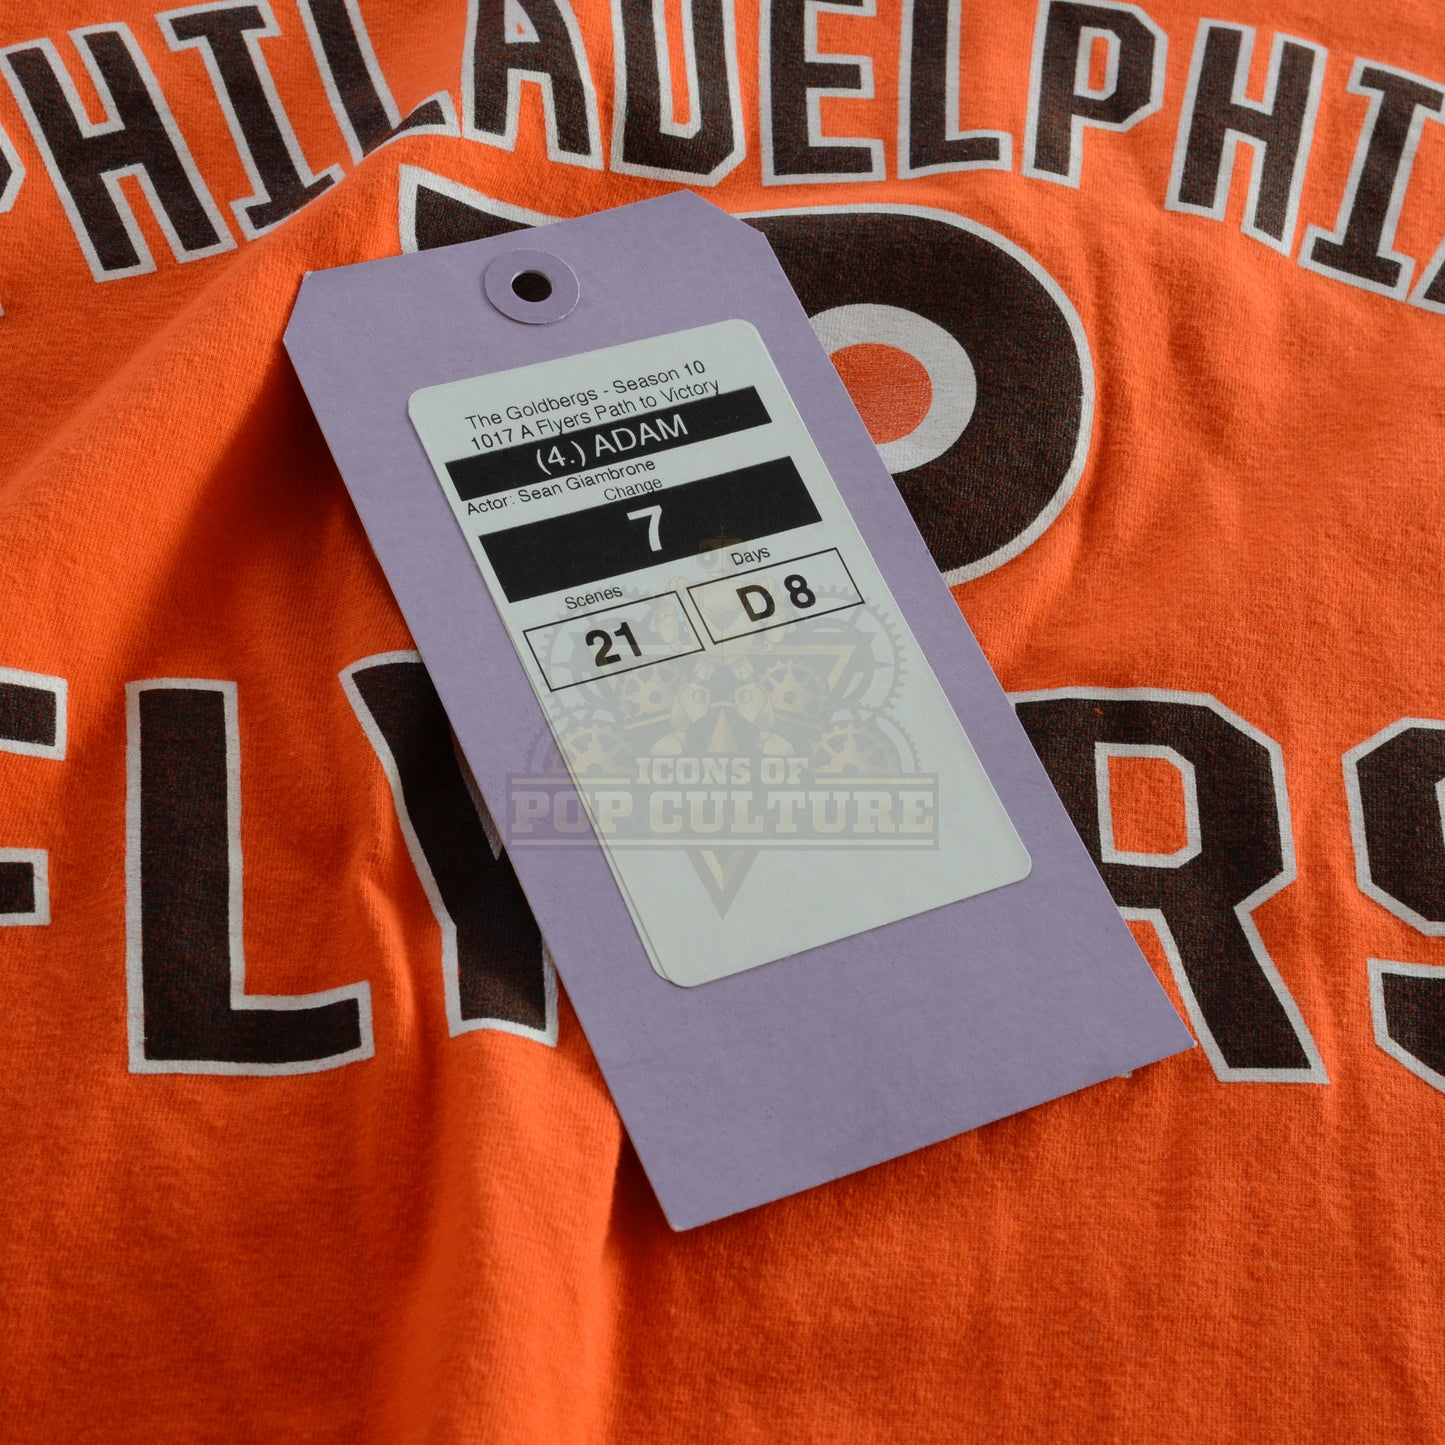 PHILADELPHI
The Goldbergs - Season 10
1017 A Flyers Path to Victory
(4.) ADAM
Actor: Sean Giambrone
Change
7
Scenes
Days
21
D 8
ICONS OF
POP CULTURE
FLYERS